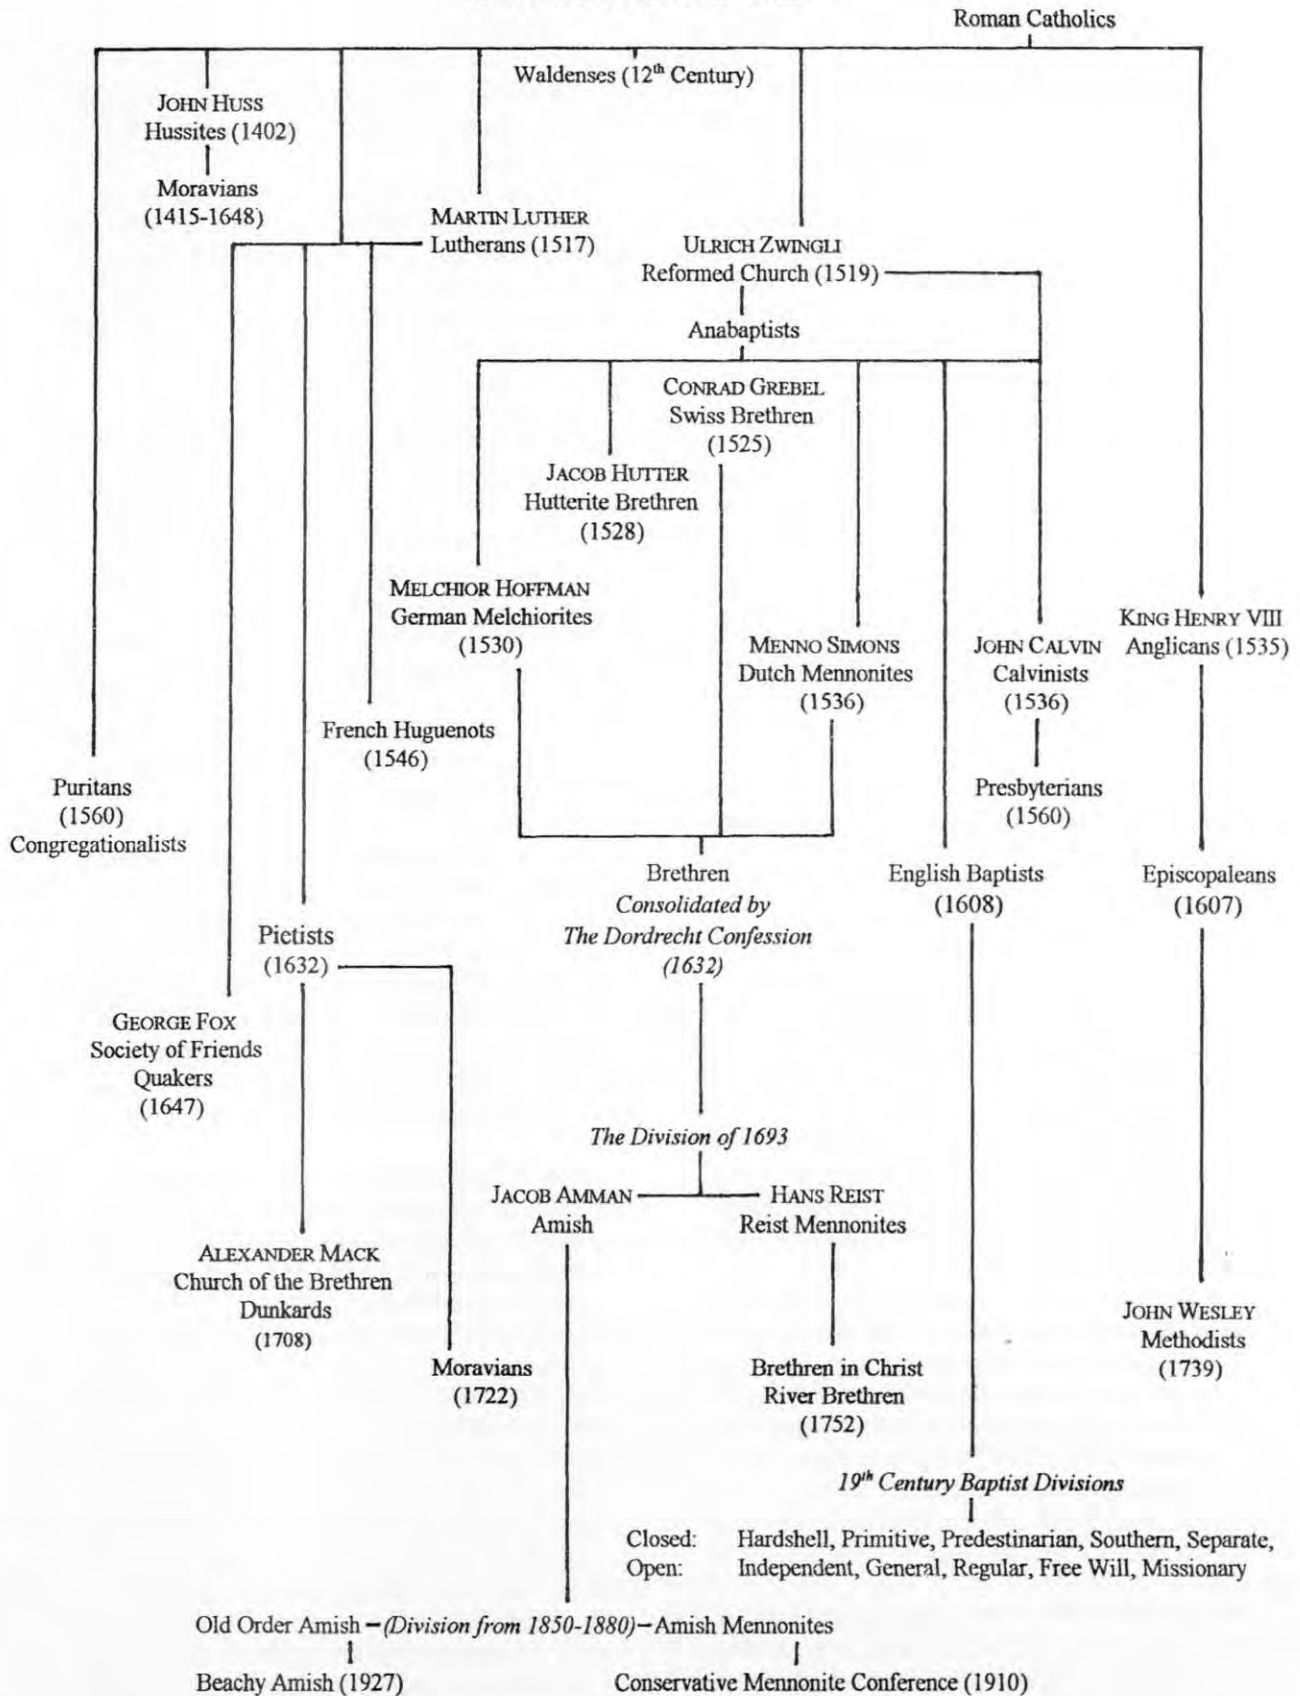 Roman Catholics
Waldenses (12th Century)
JOHN HUSS
Hussites (1402)
Moravians
(1415-1648)
MARTIN LUTHER
Lutherans (1517)
ULRICH ZWINGLI
Reformed Church (1519)
Anabaptists
CONRAD GREBEL
Swiss Brethren
(1525)
JACOB HUTTER
Hutterite Brethren
(1528)
MELCHIOR HOFFMAN
German Melchiorites
(1530)
MENNO SIMONS
Dutch Mennonites
(1536)
JOHN CALVIN
Calvinists
(1536)
KING HENRY VIII
Anglicans (1535)
French Huguenots
(1546)
Puritans
(1560)
Congregationalists
Presbyterians
(1560)
Brethren
Consolidated by
The Dordrecht Confession
(1632)
English Baptists
(1608)
Episcopaleans
(1607)
Pietists
(1632)
GEORGE FOX
Society of Friends
Quakers
(1647)
The Division of 1693
JACOB AMMAN
Amish
HANS REIST
Reist Mennonites
ALEXANDER MACK
Church of the Brethren
Dunkards
(1708)
Moravians
(1722)
Brethren in Christ
River Brethren
(1752)
JOHN WESLEY
Methodists
(1739)
19th Century Baptist Divisions
Closed: Hardshell, Primitive, Predestinarian, Southern, Separate,
Open: Independent, General, Regular, Free Will, Missionary
Old Order Amish – (Division from 1850-1880) – Amish Mennonites
Beachy Amish (1927)
Conservative Mennonite Conference (1910)